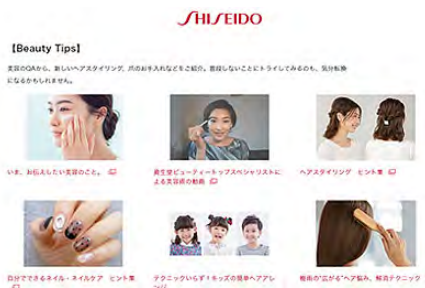 SHISEIDO
【Beauty Tips】
美容のQAから、新しいヘアスタイリング、爪のお手入れなどをご紹介。普段しないことにトライしてみるのも、気分転換
になるかもしれません。
いま、お伝えしたい美容のこと。
資生堂ビューティートップスペシャリストに
よる美容術の動画
ヘアスタイリング ヒント集
自分でできるネイル・ネイルケア ヒント集
テクニックいらず！キッズの簡単ヘアアレ
ンジ
梅雨の“広がる”ヘア悩み、解消テクニック